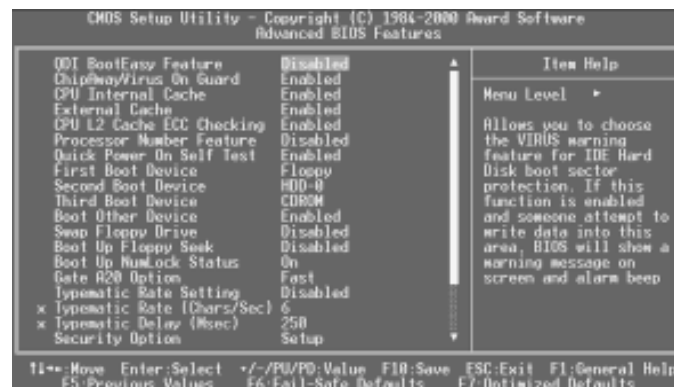 CMOS Setup Utility - Copyright (C) 1984-2000 Award Software
Advanced BIOS Features
QDI BootEasy Feature Disabled
ChipAwayVirus On Guard Enabled
CPU Internal Cache Enabled
External Cache Enabled
CPU L2 Cache ECC Checking Enabled
Processor Number Feature Disabled
Quick Power On Self Test Enabled
First Boot Device Floppy
Second Boot Device HDD-0
Third Boot Device CDROM
Boot Other Device Enabled
Swap Floppy Drive Disabled
Boot Up Floppy Seek Disabled
Boot Up NumLock Status On
Gate A20 Option Fast
Typematic Rate Setting Disabled
x Typematic Rate (Chars/Sec) 6
x Typematic Delay (Msec) 250
Security Option Setup
Item Help
Menu Level ►
Allows you to choose
the VIRUS warning
feature for IDE Hard
Disk boot sector
protection. If this
function is enabled
and someone attempt to
write data into this
area, BIOS will show a
warning message on
screen and alarm beep
↑↓←→:Move Enter:Select +/-/PU/PD:Value F10:Save ESC:Exit F1:General Help
F5:Previous Values F6:Fail-Safe Defaults F7:Optimized Defaults